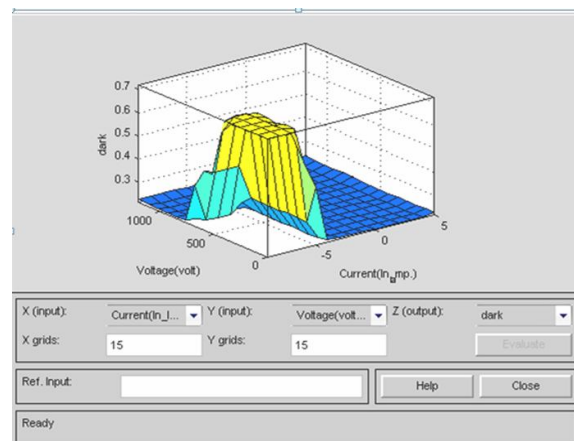 0.7
0.6
0.5
0.4
0.3
dark
1000
500
0
-5
0
5
Voltage(volt)
Current(In_mp.)
X (input): Current(In_I... Y (input): Voltage(volt... Z (output): dark
X grids: 15 Y grids: 15 Evaluate
Ref. Input: Help Close
Ready